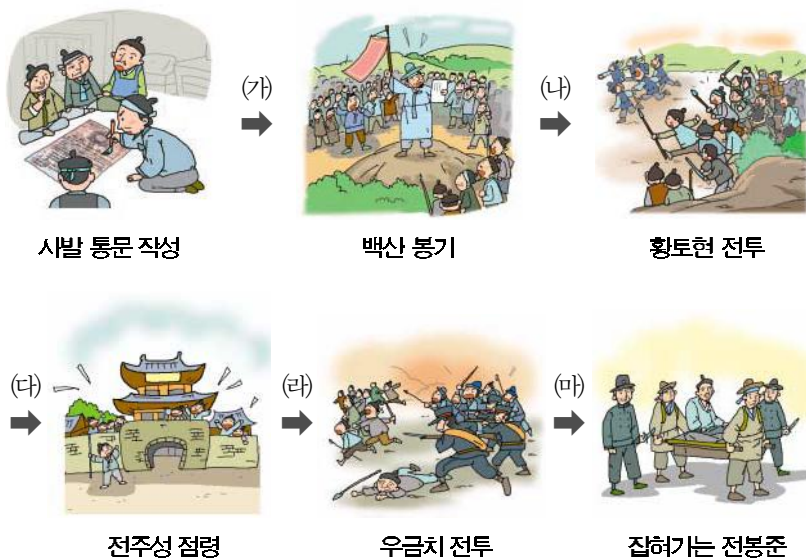 (가)
(나)
사발 통문 작성
백산 봉기
황토현 전투
(다)
(라)
(마)
전주성 점령
우금치 전투
잡혀가는 전봉준